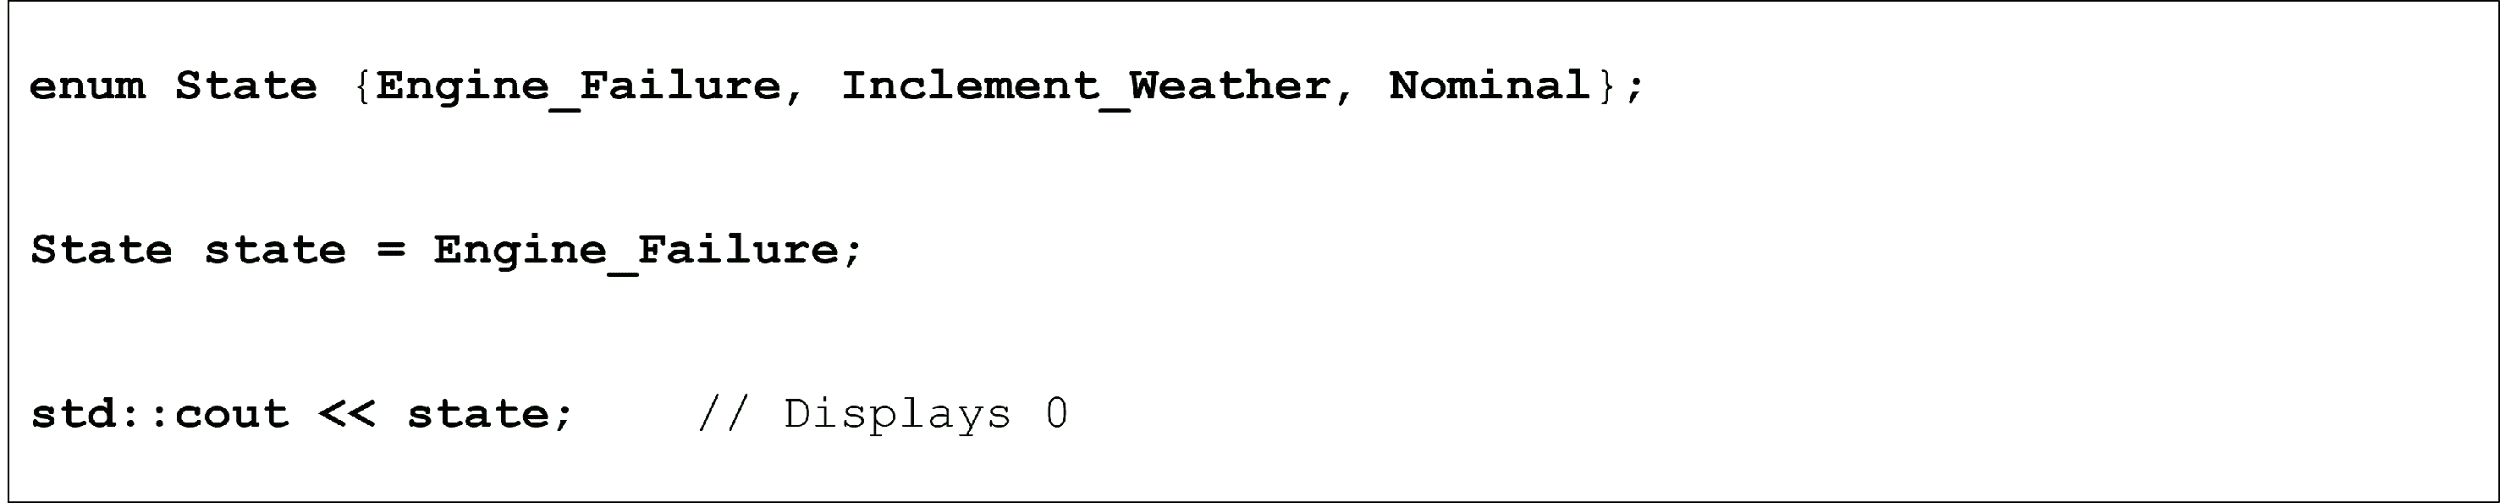 enum State {Engine_Failure, Inclement_Weather, Nominal};
State state = Engine_Failure;
std::cout << state;    // Displays 0